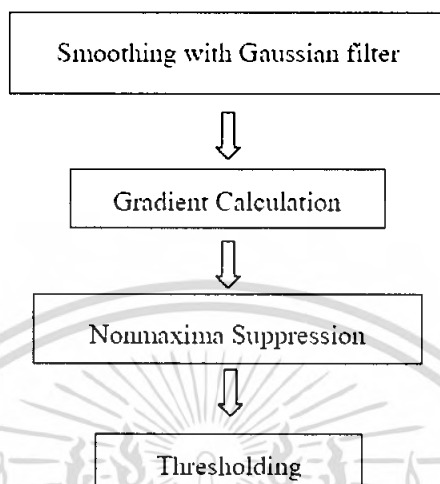 Smoothing with Gaussian filter
Gradient Calculation
Nonmaxima Suppression
Thresholding